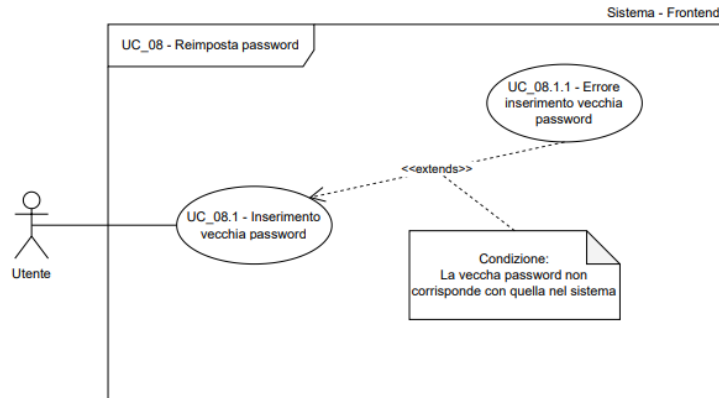 Sistema - Frontend
UC_08 - Reimposta password
UC_08.1.1 - Errore
inserimento vecchia
password
<<extends>>
UC_08.1 - Inserimento
vecchia password
Utente
Condizione:
La veccha password non
corrisponde con quella nel sistema